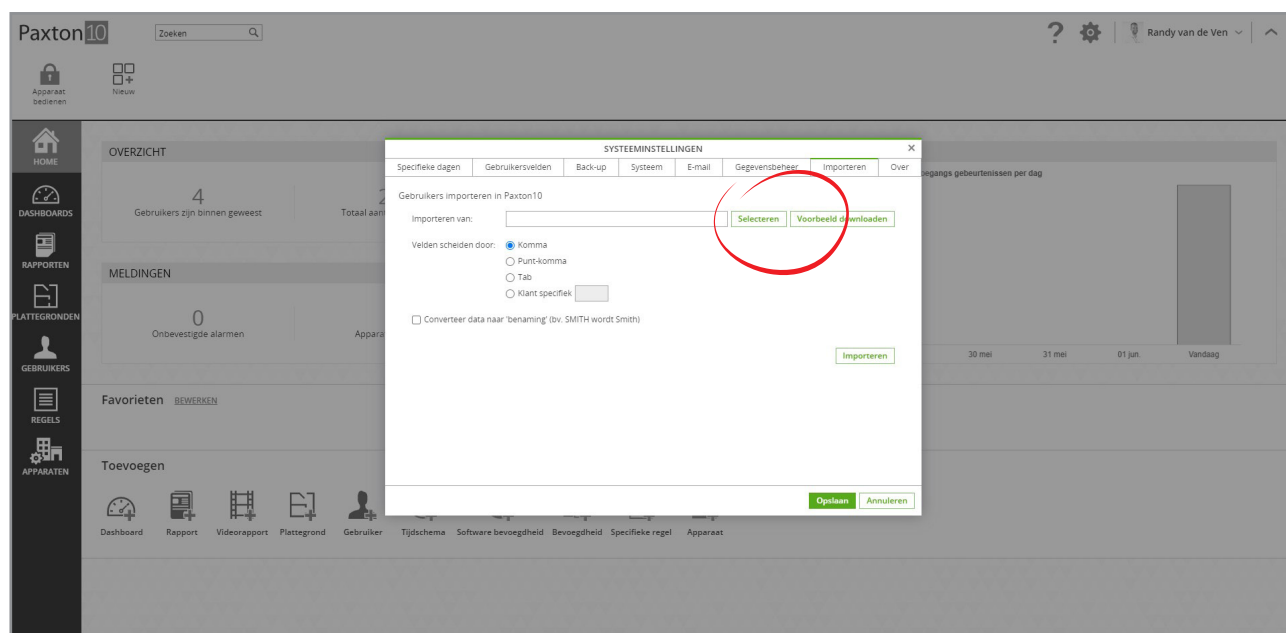 Paxton10
Zoeken
Randy van de Ven
Apparaat
bedienen
Nieuw
HOME
DASHBOARDS
RAPPORTEN
PLATTEGRONDEN
GEBRUIKERS
REGELS
APPARATEN
OVERZICHT
4
Gebruikers zijn binnen geweest
Totaal aan
MELDINGEN
0
Onbevestigde alarmen
Appara
SYSTEEMINSTELLINGEN
Specifieke dagen Gebruikersvelden Back-up Systeem E-mail Gegevensbeheer Importeren Over
Gebruikers importeren in Paxton10
Importeren van: Selecteren Voorbeeld downloaden
Velden scheiden door: Komma
Punt-komma
Tab
Klant specifiek
Converteer data naar 'benaming' (bv. SMITH wordt Smith)
Importeren
Opslaan Annuleren
oegangs gebeurtenissen per dag
30 mei 31 mei 01 jun. Vandaag
Favorieten BEWERKEN
Toevoegen
Dashboard Rapport Videorapport Plattegrond Gebruiker Tijdschema Software bevoegdheid Bevoegdheid Specifieke regel Apparaat